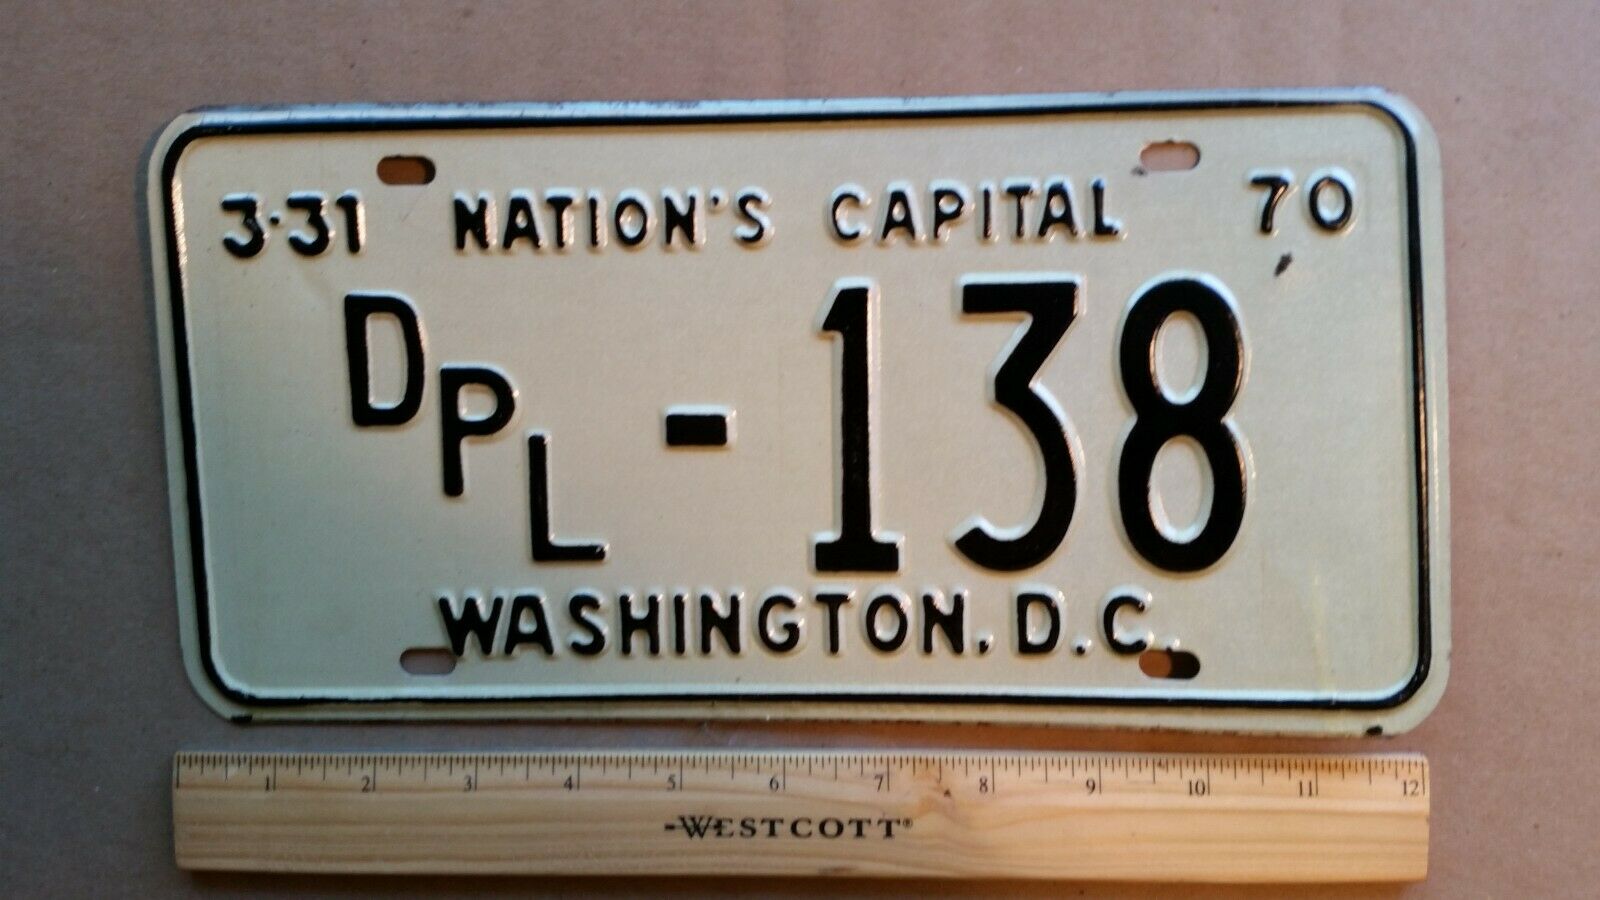 3·31 NATION'S CAPITAL 70
DPL - 138
WASHINGTON, D.C.
1 2 3 4 5 6 7 8 9 10 11 12
WESTCOTT®